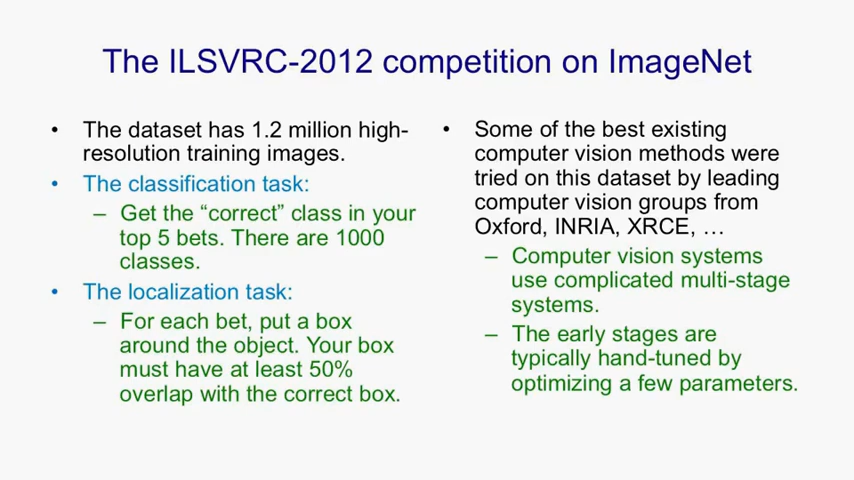 The ILSVRC-2012 competition on ImageNet
• The dataset has 1.2 million high-
resolution training images.
• The classification task:
– Get the “correct” class in your
top 5 bets. There are 1000
classes.
• The localization task:
– For each bet, put a box
around the object. Your box
must have at least 50%
overlap with the correct box.
• Some of the best existing
computer vision methods were
tried on this dataset by leading
computer vision groups from
Oxford, INRIA, XRCE, …
– Computer vision systems
use complicated multi-stage
systems.
– The early stages are
typically hand-tuned by
optimizing a few parameters.